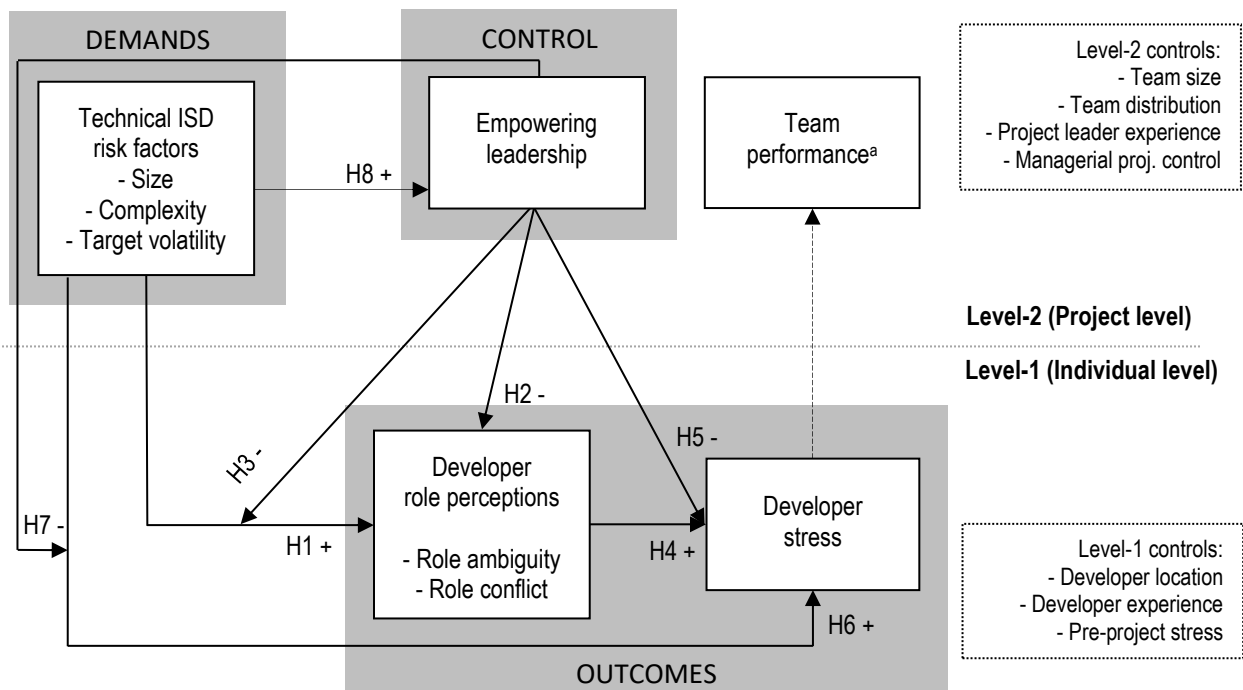 DEMANDS
CONTROL
Technical ISD
risk factors
- Size
- Complexity
- Target volatility
H8 +
Empowering
leadership
Team
performanceᵃ
Level-2 controls:
- Team size
- Team distribution
- Project leader experience
- Managerial proj. control
Level-2 (Project level)
Level-1 (Individual level)
H2 -
H3 -
H5 -
H7 -
H1 +
Developer
role perceptions
- Role ambiguity
- Role conflict
H4 +
Developer
stress
H6 +
OUTCOMES
Level-1 controls:
- Developer location
- Developer experience
- Pre-project stress